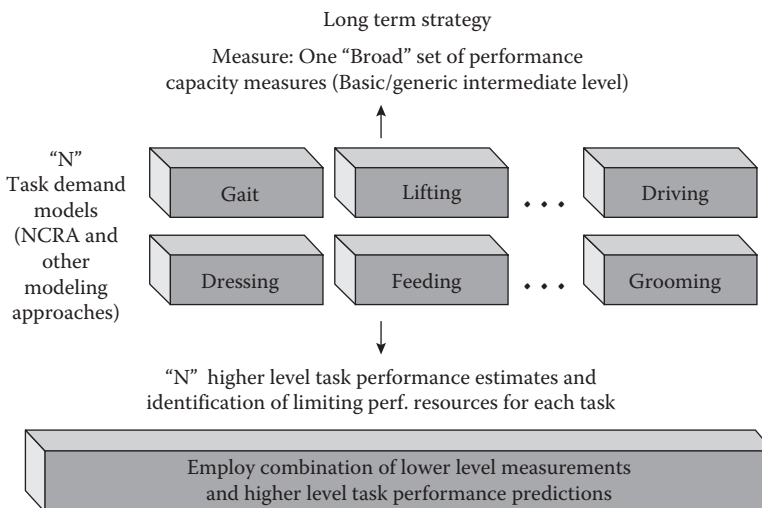 Long term strategy
Measure: One “Broad” set of performance
capacity measures (Basic/generic intermediate level)
“N”
Task demand
models
(NCRA and
other
modeling
approaches)
Gait
Lifting
. . .
Driving
Dressing
Feeding
. . .
Grooming
“N” higher level task performance estimates and
identification of limiting perf. resources for each task
Employ combination of lower level measurements
and higher level task performance predictions